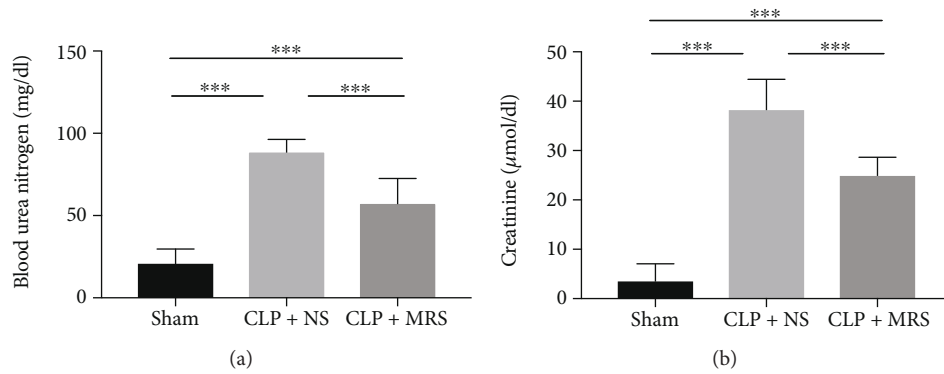 Blood urea nitrogen (mg/dl)
150
100
50
0
***
***
***
Sham
CLP + NS
CLP + MRS
(a)
Creatinine (μmol/dl)
50
40
30
20
10
0
***
***
***
Sham
CLP + NS
CLP + MRS
(b)